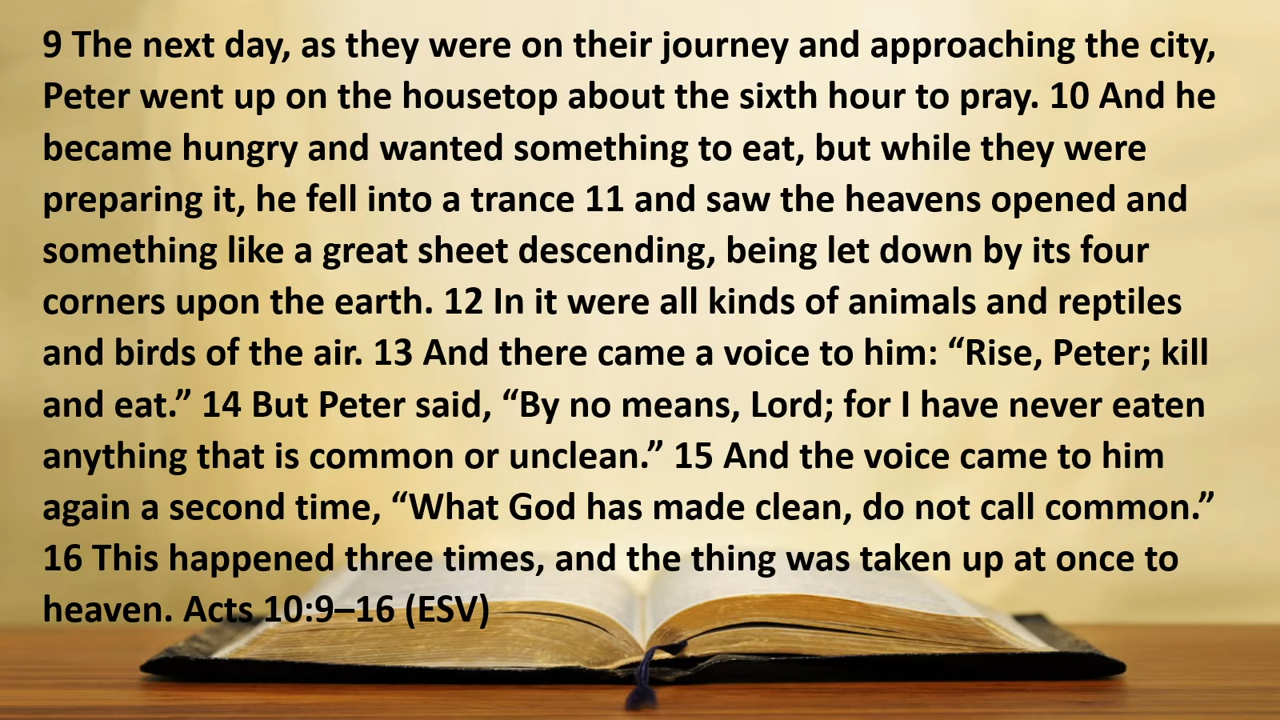 9 The next day, as they were on their journey and approaching the city,
Peter went up on the housetop about the sixth hour to pray. 10 And he
became hungry and wanted something to eat, but while they were
preparing it, he fell into a trance 11 and saw the heavens opened and
something like a great sheet descending, being let down by its four
corners upon the earth. 12 In it were all kinds of animals and reptiles
and birds of the air. 13 And there came a voice to him: “Rise, Peter; kill
and eat.” 14 But Peter said, “By no means, Lord; for I have never eaten
anything that is common or unclean.” 15 And the voice came to him
again a second time, “What God has made clean, do not call common.”
16 This happened three times, and the thing was taken up at once to
heaven. Acts 10:9–16 (ESV)